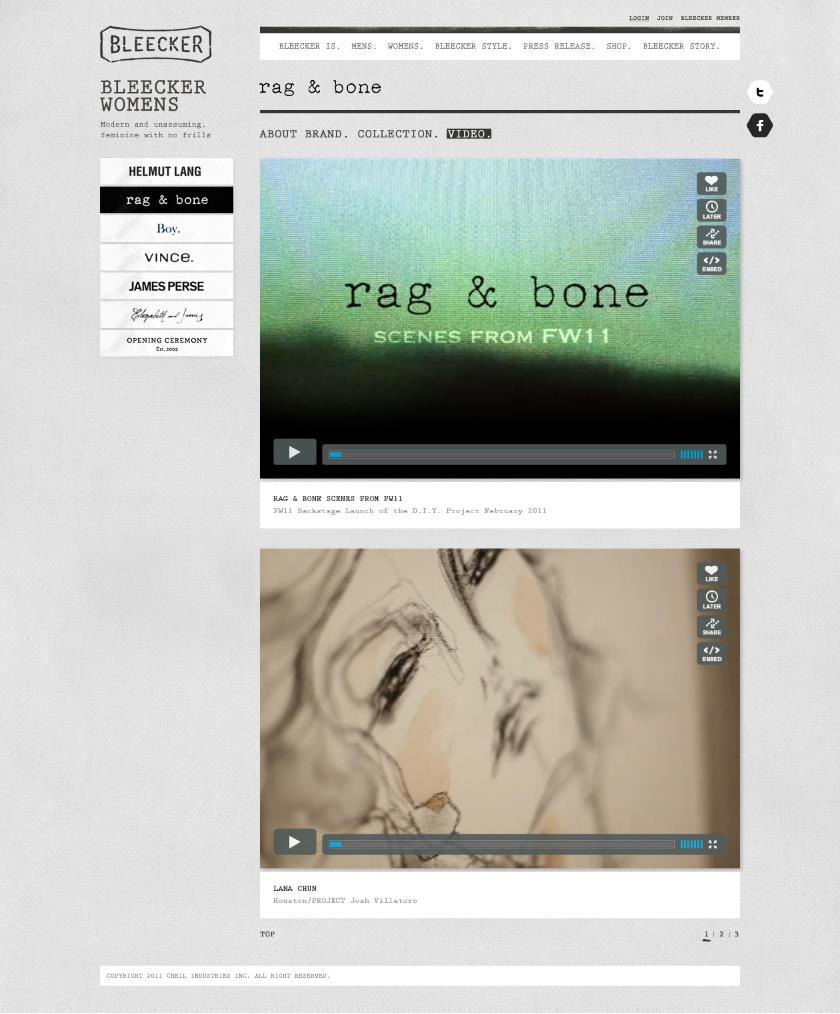 LOGIN JOIN BLEECKER MEMBER
BLEECKER
BLEECKER IS. MENS. WOMENS. BLEECKER STYLE. PRESS RELEASE. SHOP. BLEECKER STORY.
BLEECKER
WOMENS
Modern and unassuming.
feminine with no frills
rag & bone
ABOUT BRAND. COLLECTION. VIDEO.
HELMUT LANG
rag & bone
Boy.
VINCE.
JAMES PERSE
Elizabeth and James
OPENING CEREMONY
Est. 2002
LIKE
LATER
SHARE
EMBED
rag & bone
SCENES FROM FW11
RAG & BONE SCENES FROM FW11
FW11 Backstage Launch of the D.I.Y. Project February 2011
LIKE
LATER
SHARE
EMBED
LANA CHUN
Houston/PROJECT Josh Villatoro
TOP
1 | 2 | 3
COPYRIGHT 2011 CHEIL INDUSTRIES INC. ALL RIGHT RESERVED.